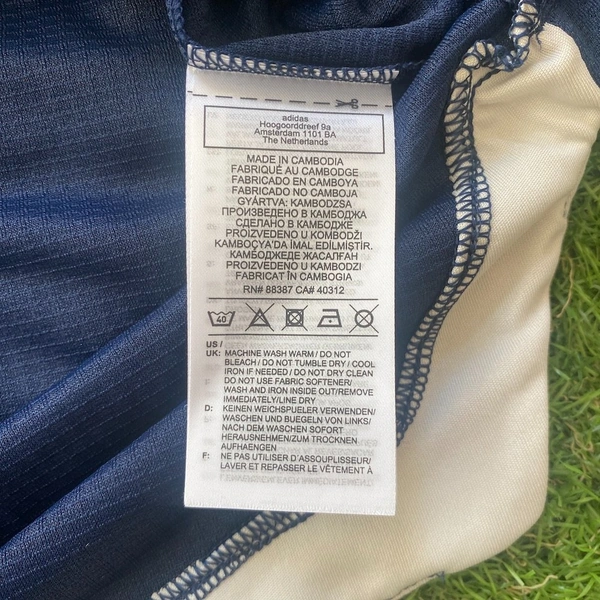 adidas
Hoogoorddreef 9a
Amsterdam 1101 BA
The Netherlands
MADE IN CAMBODIA
FABRIQUÉ AU CAMBODGE
FABRICADO EN CAMBOYA
FABRICADO NO CAMBOJA
GYÁRTVA: KAMBODZSA
ПРОИЗВЕДЕНО В КАМБОДЖА
СДЕЛАНО В КАМБОДЖЕ
PROIZVEDENO U KOMBODŽI
KAMBOÇYA'DA İMAL EDİLMİŞTİR.
КАМБОДЖЕДЕ ЖАСАЛҒАН
PROIZVEDENO U KAMBODZI
FABRICAT ÎN CAMBOGIA
RN# 88387 CA# 40312
40
US /
UK: MACHINE WASH WARM / DO NOT
BLEACH / DO NOT TUMBLE DRY / COOL
IRON IF NEEDED / DO NOT DRY CLEAN
DO NOT USE FABRIC SOFTENER/
WASH AND IRON INSIDE OUT/REMOVE
IMMEDIATELY/LINE DRY
D: KEINEN WEICHSPUELER VERWENDEN/
WASCHEN UND BUEGELN VON LINKS/
NACH DEM WASCHEN SOFORT
HERAUSNEHMEN/ZUM TROCKNEN
AUFHAENGEN
F: NE PAS UTILISER D'ASSOUPLISSEUR/
LAVER ET REPASSER LE VÊTEMENT À